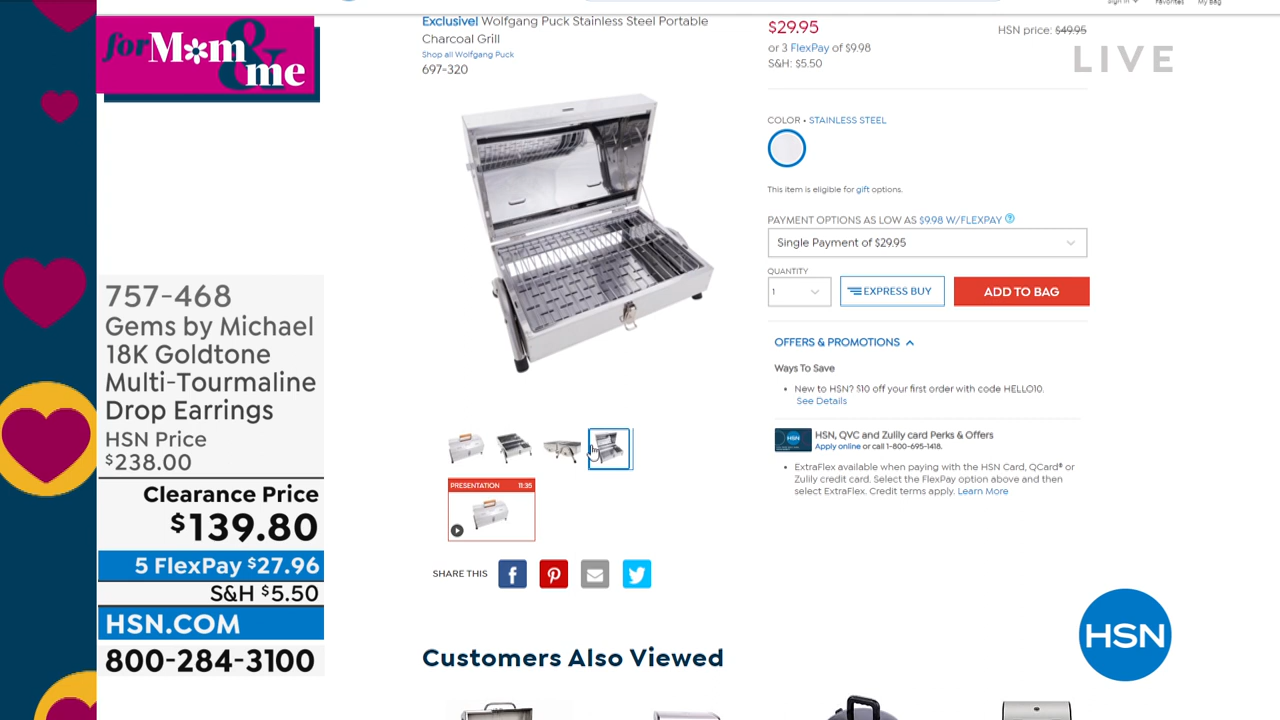 Sign in
Favorites
My Bag
for Mom
& me
Exclusive! Wolfgang Puck Stainless Steel Portable
Charcoal Grill
Shop all Wolfgang Puck
697-320
$29.95
HSN price: $49.95
or 3 FlexPay of $9.98
S&H: $5.50
LIVE
COLOR • STAINLESS STEEL
This item is eligible for gift options.
PAYMENT OPTIONS AS LOW AS $9.98 W/FLEXPAY ?
Single Payment of $29.95
QUANTITY
1
EXPRESS BUY
ADD TO BAG
OFFERS & PROMOTIONS
Ways To Save
• New to HSN? $10 off your first order with code HELLO10.
See Details
HSN
HSN, QVC and Zulily card Perks & Offers
Apply online or call 1-800-695-1418.
• ExtraFlex available when paying with the HSN Card, QCard® or
Zulily credit card. Select the FlexPay option above and then
select ExtraFlex. Credit terms apply. Learn More
PRESENTATION 11:35
SHARE THIS
Customers Also Viewed
757-468
Gems by Michael
18K Goldtone
Multi-Tourmaline
Drop Earrings
HSN Price
$238.00
Clearance Price
$139.80
5 FlexPay $27.96
S&H $5.50
HSN.COM
800-284-3100
HSN